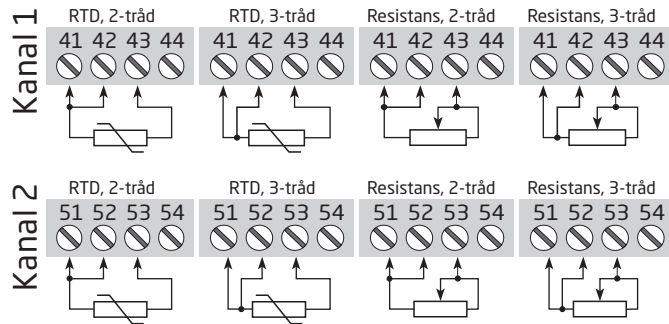 Kanal 1
RTD, 2-tråd RTD, 3-tråd Resistans, 2-tråd Resistans, 3-tråd
41 42 43 44 41 42 43 44 41 42 43 44 41 42 43 44
Kanal 2
RTD, 2-tråd RTD, 3-tråd Resistans, 2-tråd Resistans, 3-tråd
51 52 53 54 51 52 53 54 51 52 53 54 51 52 53 54